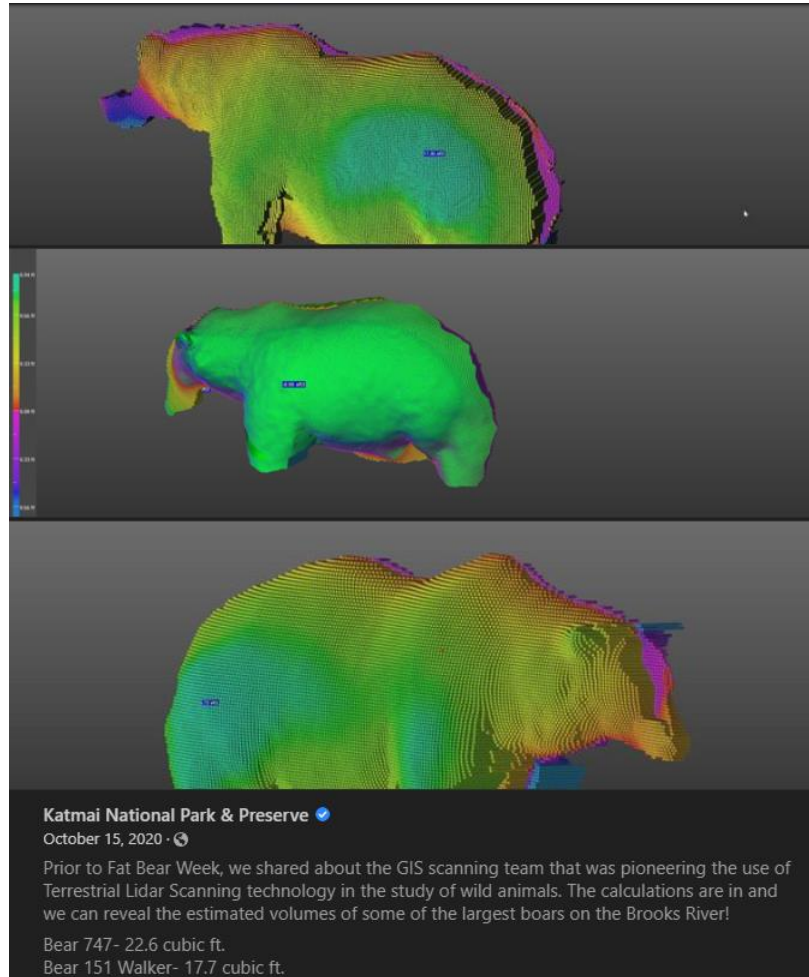 Katmai National Park & Preserve
October 15, 2020 ·
Prior to Fat Bear Week, we shared about the GIS scanning team that was pioneering the use of
Terrestrial Lidar Scanning technology in the study of wild animals. The calculations are in and
we can reveal the estimated volumes of some of the largest boars on the Brooks River!
Bear 747- 22.6 cubic ft.
Bear 151 Walker- 17.7 cubic ft.